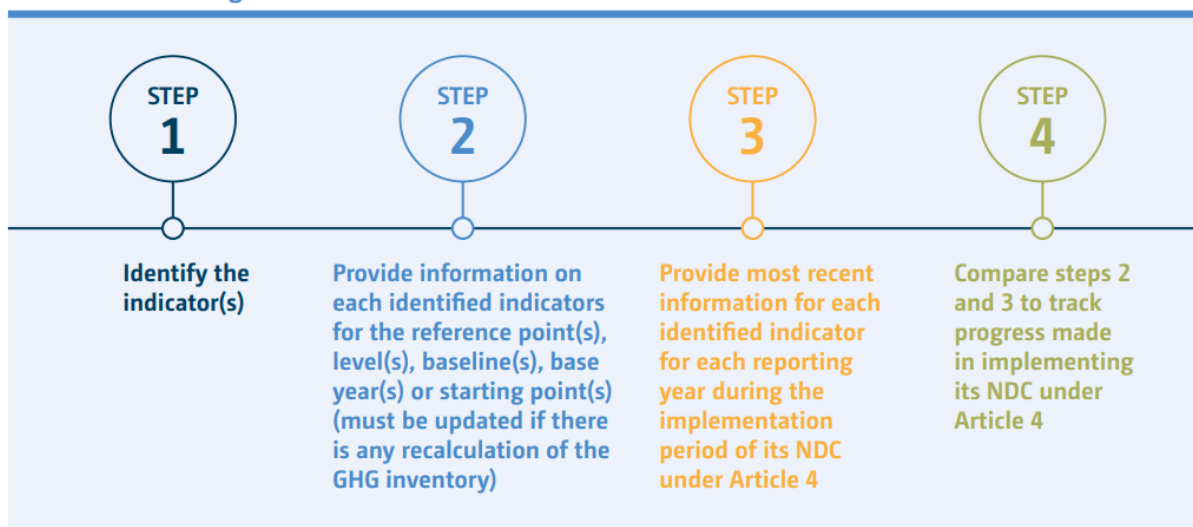 STEP
1
STEP
2
STEP
3
STEP
4
Identify the
indicator(s)
Provide information on
each identified indicators
for the reference point(s),
level(s), baseline(s), base
year(s) or starting point(s)
(must be updated if there
is any recalculation of the
GHG inventory)
Provide most recent
information for each
identified indicator
for each reporting
year during the
implementation
period of its NDC
under Article 4
Compare steps 2
and 3 to track
progress made
in implementing
its NDC under
Article 4